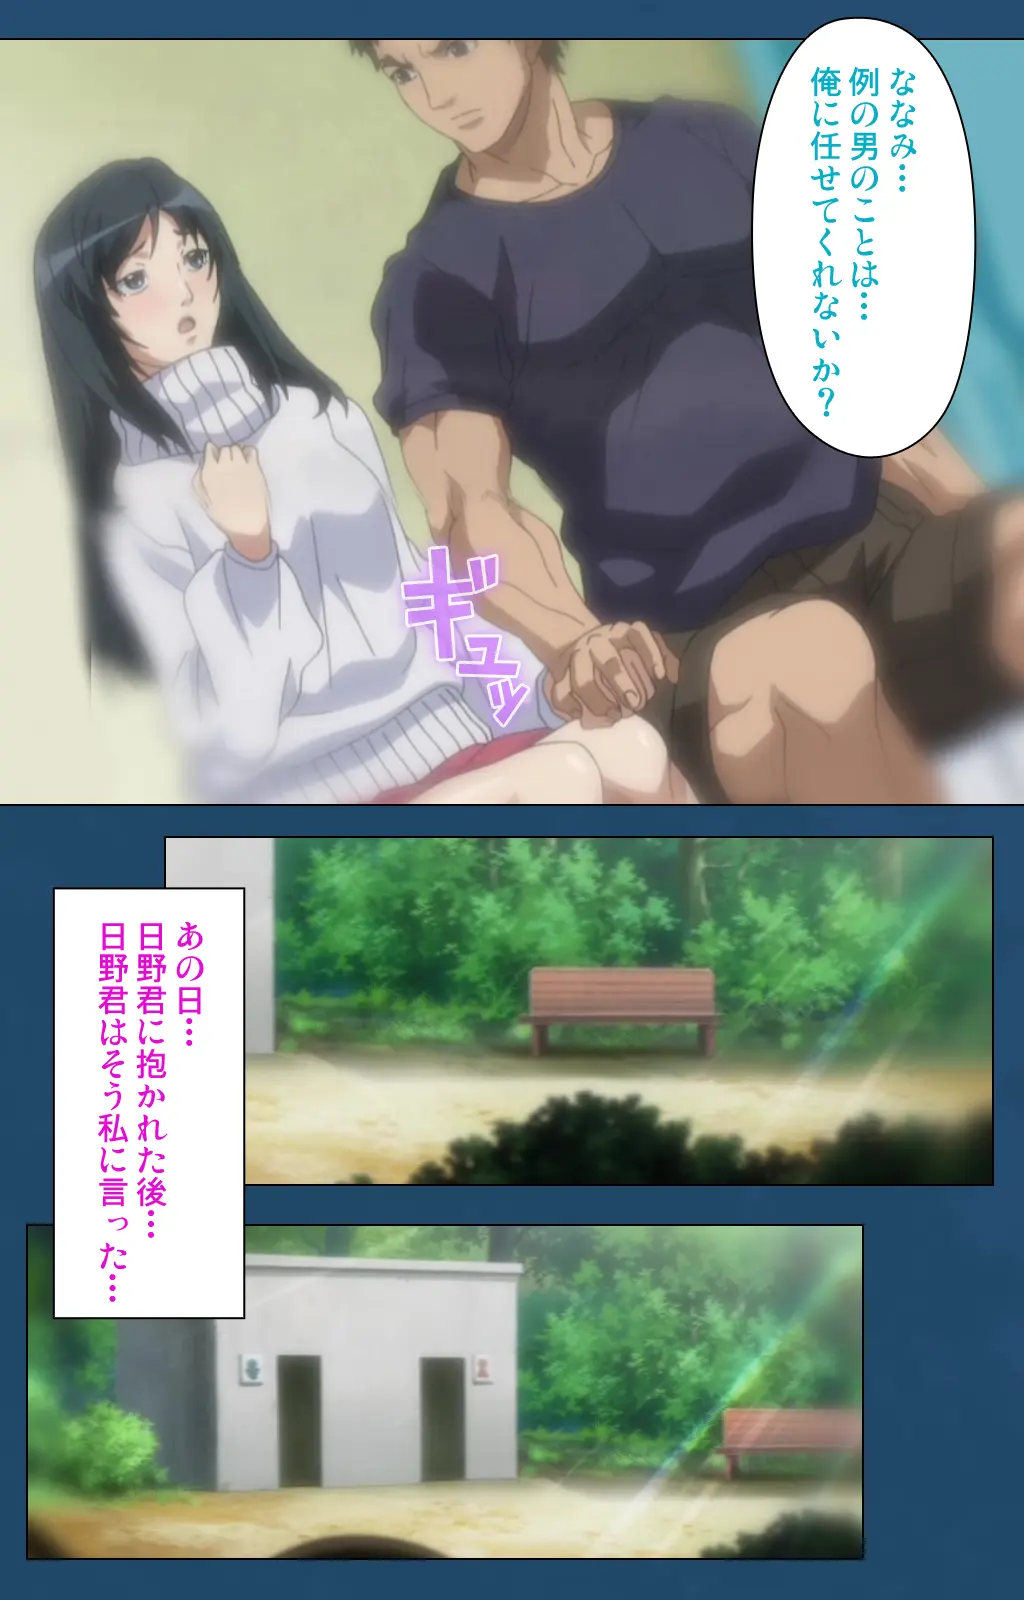 ななみ…
例の男のことは…
俺に任せてくれないか？
ギュッ
あの日…
日野君に抱かれた後…
日野君はそう私に言った…